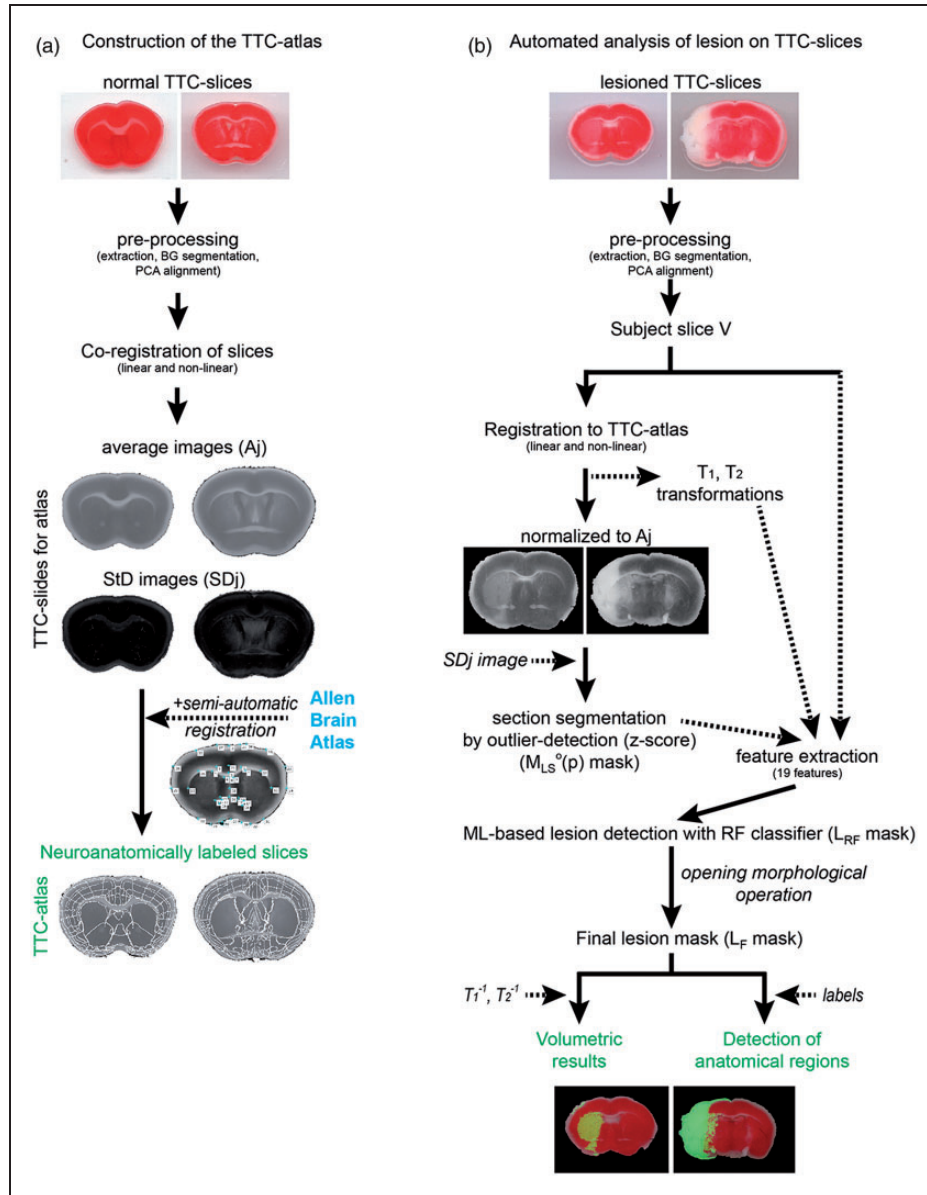 (a) Construction of the TTC-atlas
normal TTC-slices
pre-processing
(extraction, BG segmentation,
PCA alignment)
Co-registration of slices
(linear and non-linear)
average images (Aj)
StD images (SDj)
TTC-slides for atlas
+semi-automatic
registration
Allen
Brain
Atlas
Neuroanatomically labeled slices
TTC-atlas
(b) Automated analysis of lesion on TTC-slices
lesioned TTC-slices
pre-processing
(extraction, BG segmentation,
PCA alignment)
Subject slice V
Registration to TTC-atlas
(linear and non-linear)
T1, T2
transformations
normalized to Aj
SDj image
section segmentation
by outlier-detection (z-score)
(M_LS^o(p) mask)
feature extraction
(19 features)
ML-based lesion detection with RF classifier (L_RF mask)
opening morphological
operation
Final lesion mask (L_F mask)
T1^-1, T2^-1
labels
Volumetric
results
Detection of
anatomical regions